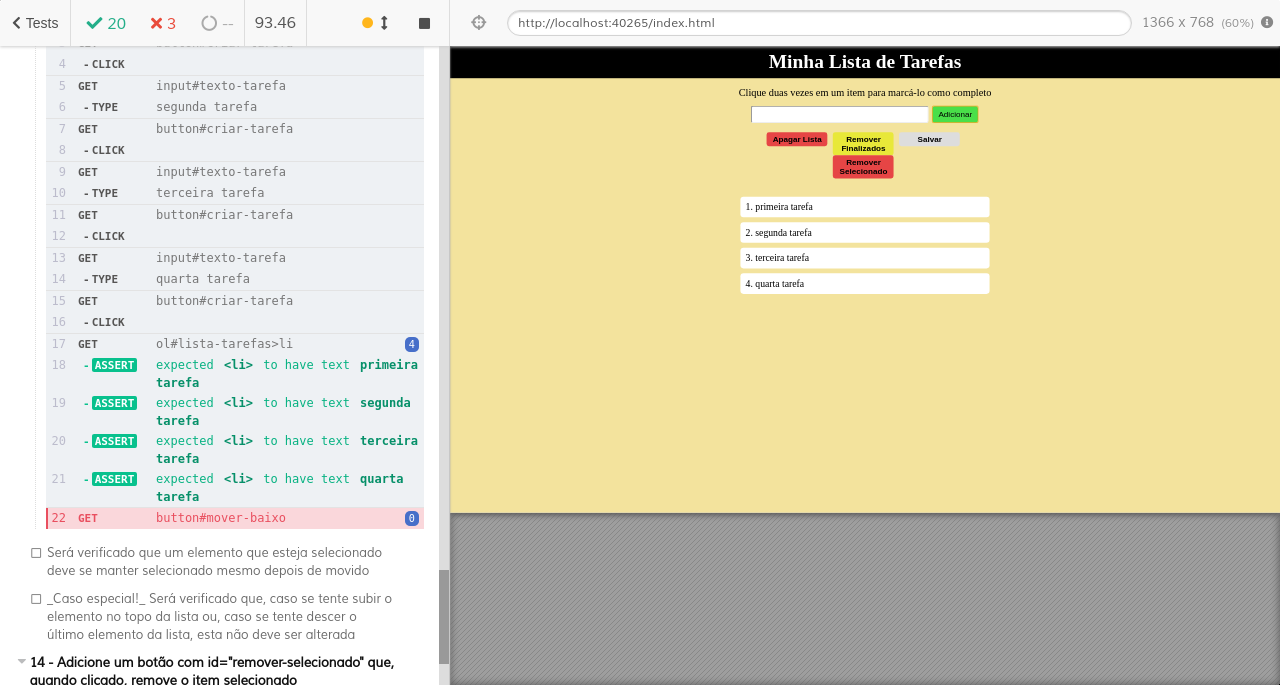 Tests 20 3 -- 93.46 http://localhost:40265/index.html 1366 x 768 (60%)
4 - CLICK
5 GET input#texto-tarefa
6 - TYPE segunda tarefa
7 GET button#criar-tarefa
8 - CLICK
9 GET input#texto-tarefa
10 - TYPE terceira tarefa
11 GET button#criar-tarefa
12 - CLICK
13 GET input#texto-tarefa
14 - TYPE quarta tarefa
15 GET button#criar-tarefa
16 - CLICK
17 GET ol#lista-tarefas>li 4
18 - ASSERT expected <li> to have text primeira
tarefa
19 - ASSERT expected <li> to have text segunda
tarefa
20 - ASSERT expected <li> to have text terceira
tarefa
21 - ASSERT expected <li> to have text quarta
tarefa
22 GET button#mover-baixo 0
Será verificado que um elemento que esteja selecionado
deve se manter selecionado mesmo depois de movido
_Caso especial!_ Será verificado que, caso se tente subir o
elemento no topo da lista ou, caso se tente descer o
último elemento da lista, esta não deve ser alterada
14 - Adicione um botão com id="remover-selecionado" que,
quando clicado, remove o item selecionado
Minha Lista de Tarefas
Clique duas vezes em um item para marcá-lo como completo
Adicionar
Apagar Lista
Remover
Finalizados
Salvar
Remover
Selecionado
1. primeira tarefa
2. segunda tarefa
3. terceira tarefa
4. quarta tarefa